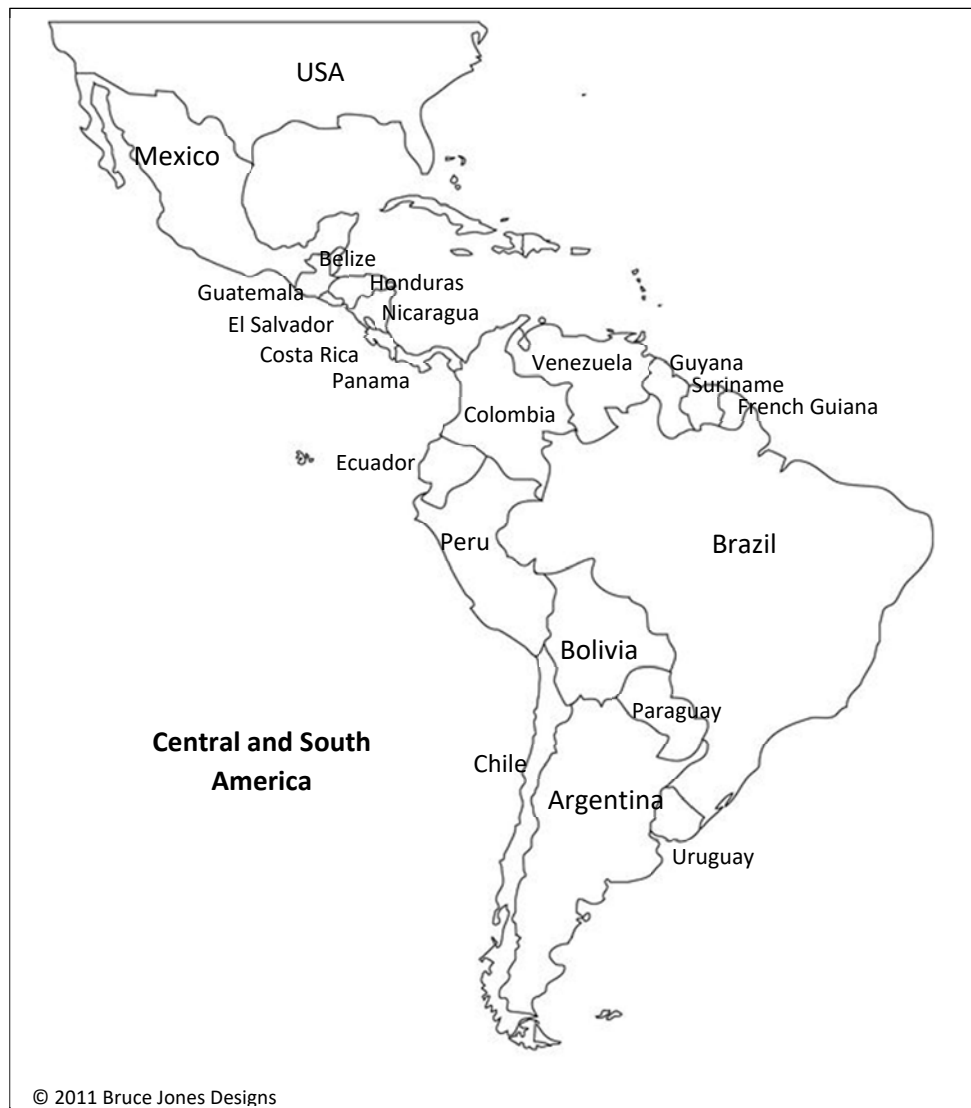 USA
Mexico
Belize
Honduras
Guatemala
Nicaragua
El Salvador
Costa Rica
Panama
Venezuela
Guyana
Suriname
French Guiana
Colombia
Ecuador
Peru
Brazil
Bolivia
Paraguay
Central and South
America
Chile
Argentina
Uruguay
© 2011 Bruce Jones Designs